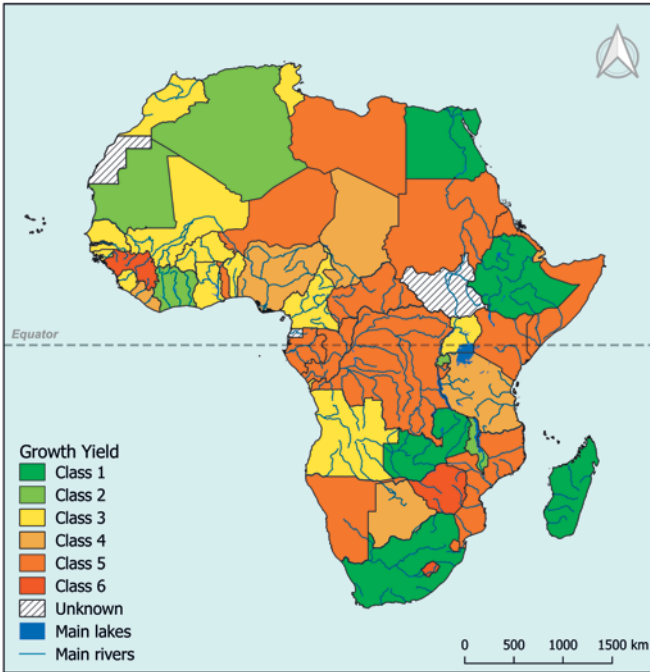 Equator
Growth Yield
Class 1
Class 2
Class 3
Class 4
Class 5
Class 6
Unknown
Main lakes
Main rivers
0 500 1000 1500 km